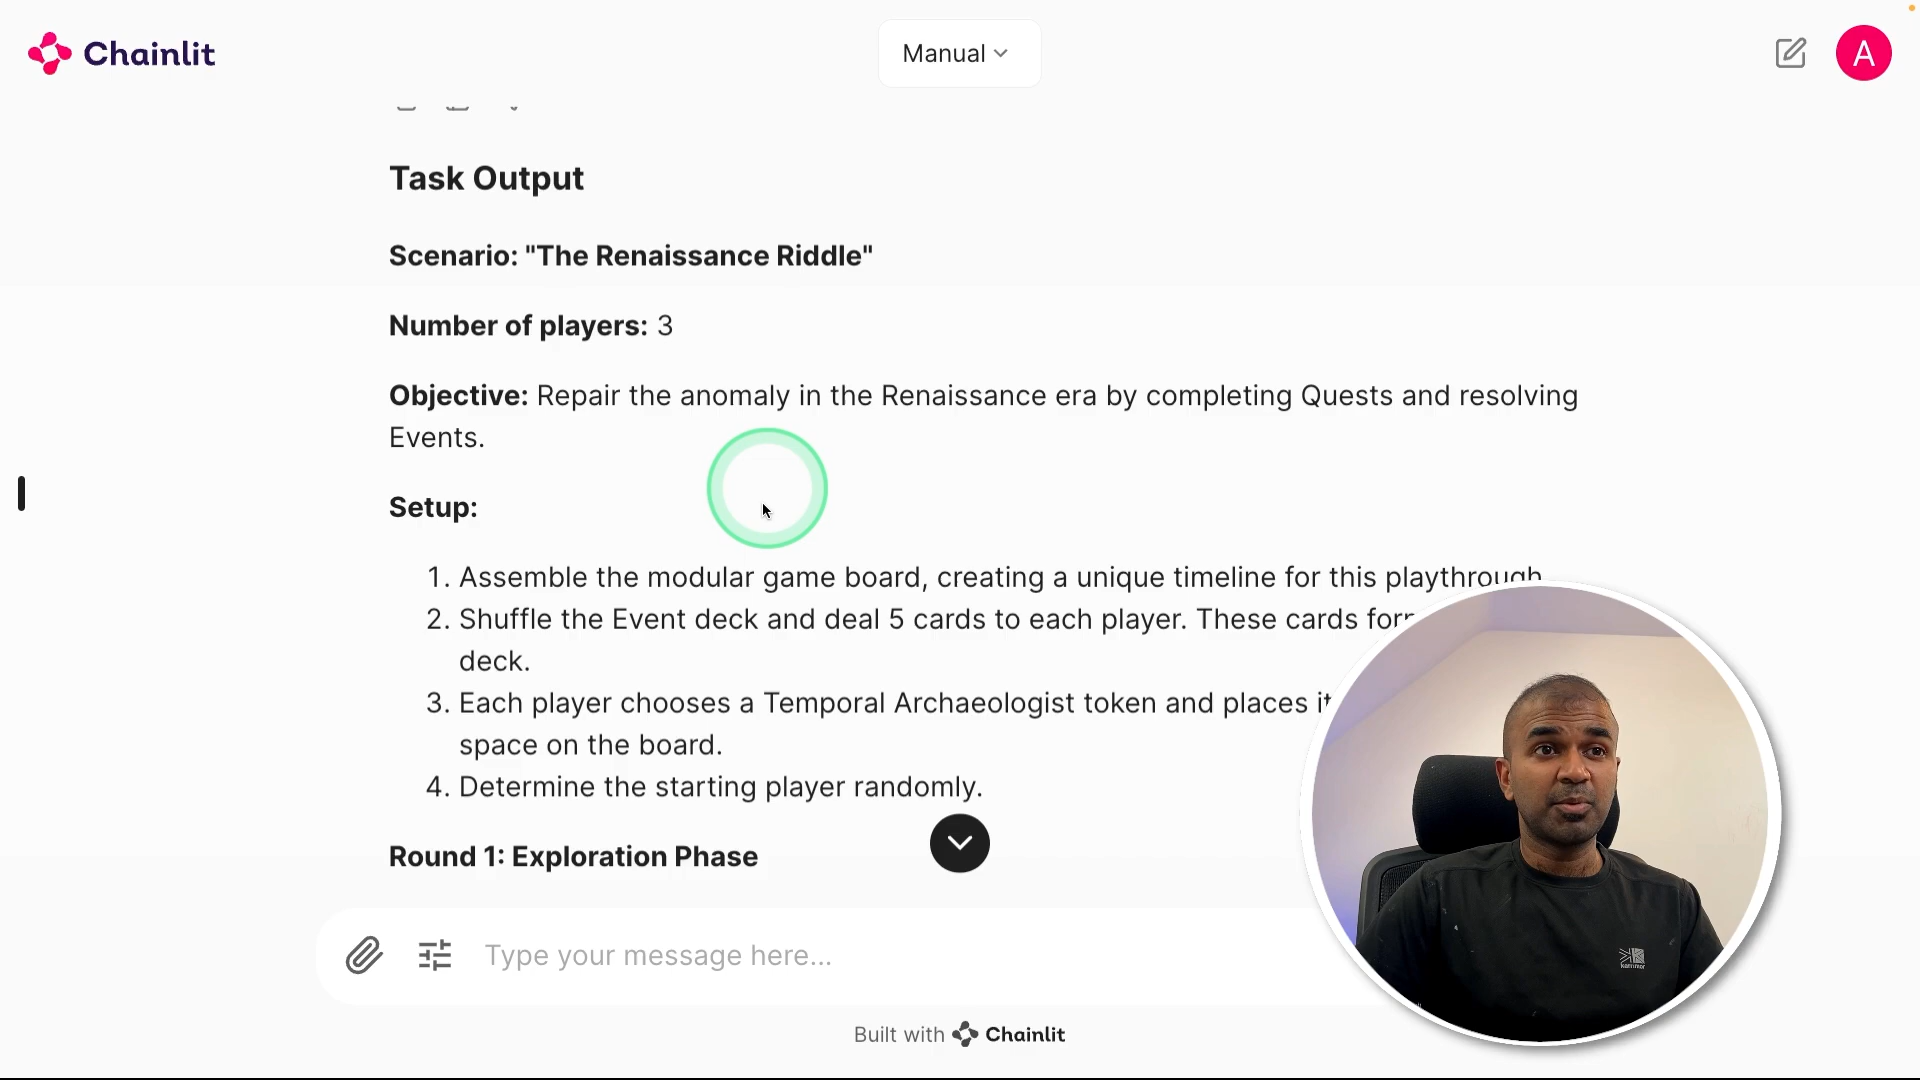 Chainlit
Manual
A
Task Output
Scenario: "The Renaissance Riddle"
Number of players: 3
Objective: Repair the anomaly in the Renaissance era by completing Quests and resolving
Events.
Setup:
1. Assemble the modular game board, creating a unique timeline for this playthrough
2. Shuffle the Event deck and deal 5 cards to each player. These cards
deck.
3. Each player chooses a Temporal Archaeologist token and places
space on the board.
4. Determine the starting player randomly.
Round 1: Exploration Phase
Type your message here...
Built with Chainlit